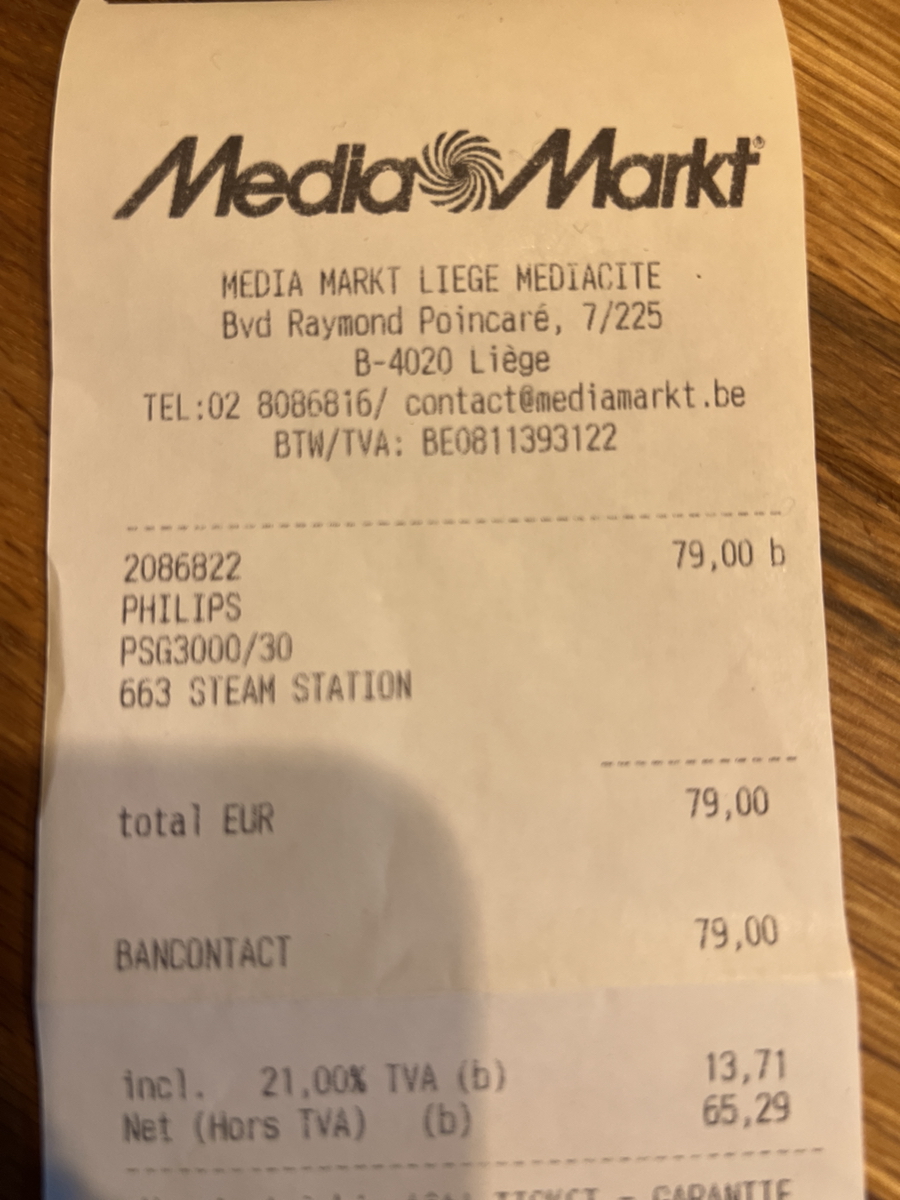 MediaMarkt®
MEDIA MARKT LIEGE MEDIACITE
Bvd Raymond Poincaré, 7/225
B-4020 Liège
TEL:02 8086816/ contact@mediamarkt.be
BTW/TVA: BE0811393122
2086822 79,00 b
PHILIPS
PSG3000/30
663 STEAM STATION
total EUR 79,00
BANCONTACT 79,00
incl. 21,00% TVA (b) 13,71
Net (Hors TVA) (b) 65,29
TICKET - GARANTIE